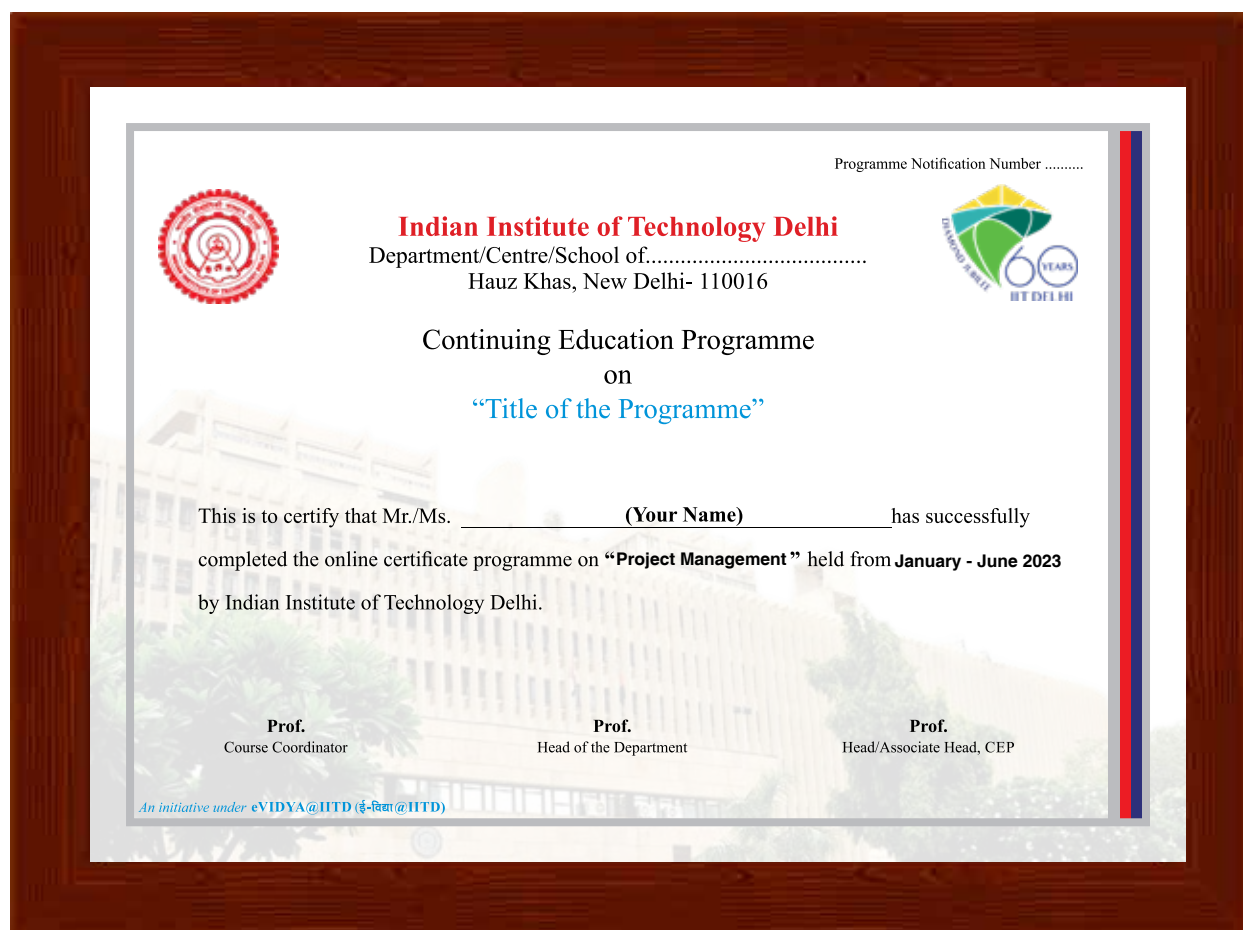 Programme Notification Number ..........
Indian Institute of Technology Delhi
Department/Centre/School of......................................
Hauz Khas, New Delhi- 110016
DIAMOND JUBILEE
60 YEARS
IIT DELHI
Continuing Education Programme
on
“Title of the Programme”
This is to certify that Mr./Ms. (Your Name) has successfully
completed the online certificate programme on “Project Management” held from January - June 2023
by Indian Institute of Technology Delhi.
Prof.
Course Coordinator
Prof.
Head of the Department
Prof.
Head/Associate Head, CEP
An initiative under eVIDYA@IITD (ई-विद्या@IITD)